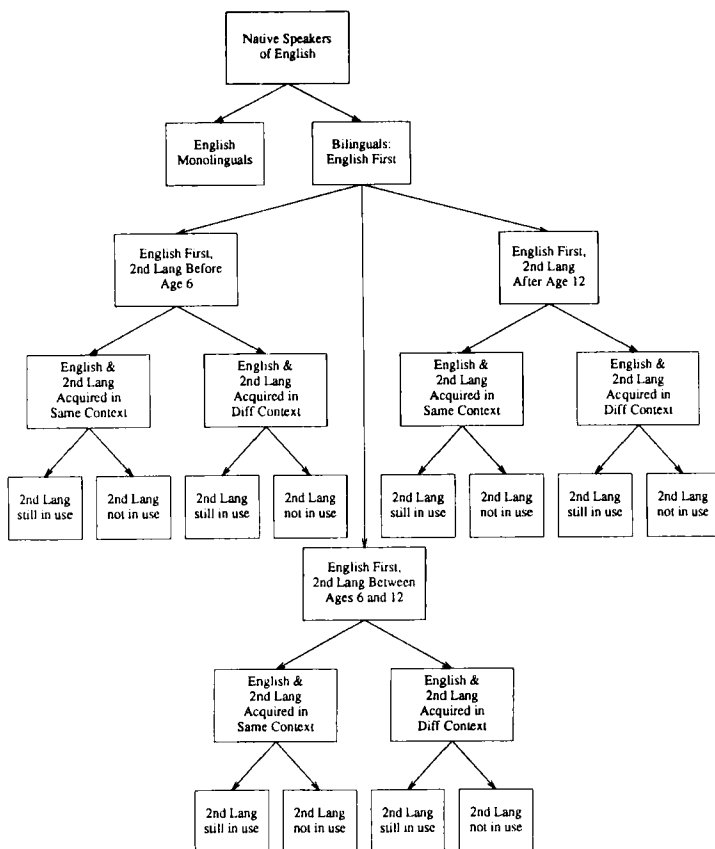 Native Speakers
of English
English
Monolinguals
Bilinguals:
English First
English First,
2nd Lang Before
Age 6
English First,
2nd Lang
After Age 12
English &
2nd Lang
Acquired in
Same Context
English &
2nd Lang
Acquired in
Diff Context
English &
2nd Lang
Acquired in
Same Context
English &
2nd Lang
Acquired in
Diff Context
2nd Lang
still in use
2nd Lang
not in use
2nd Lang
still in use
2nd Lang
not in use
2nd Lang
still in use
2nd Lang
not in use
2nd Lang
still in use
2nd Lang
not in use
English First,
2nd Lang Between
Ages 6 and 12
English &
2nd Lang
Acquired in
Same Context
English &
2nd Lang
Acquired in
Diff Context
2nd Lang
still in use
2nd Lang
not in use
2nd Lang
still in use
2nd Lang
not in use